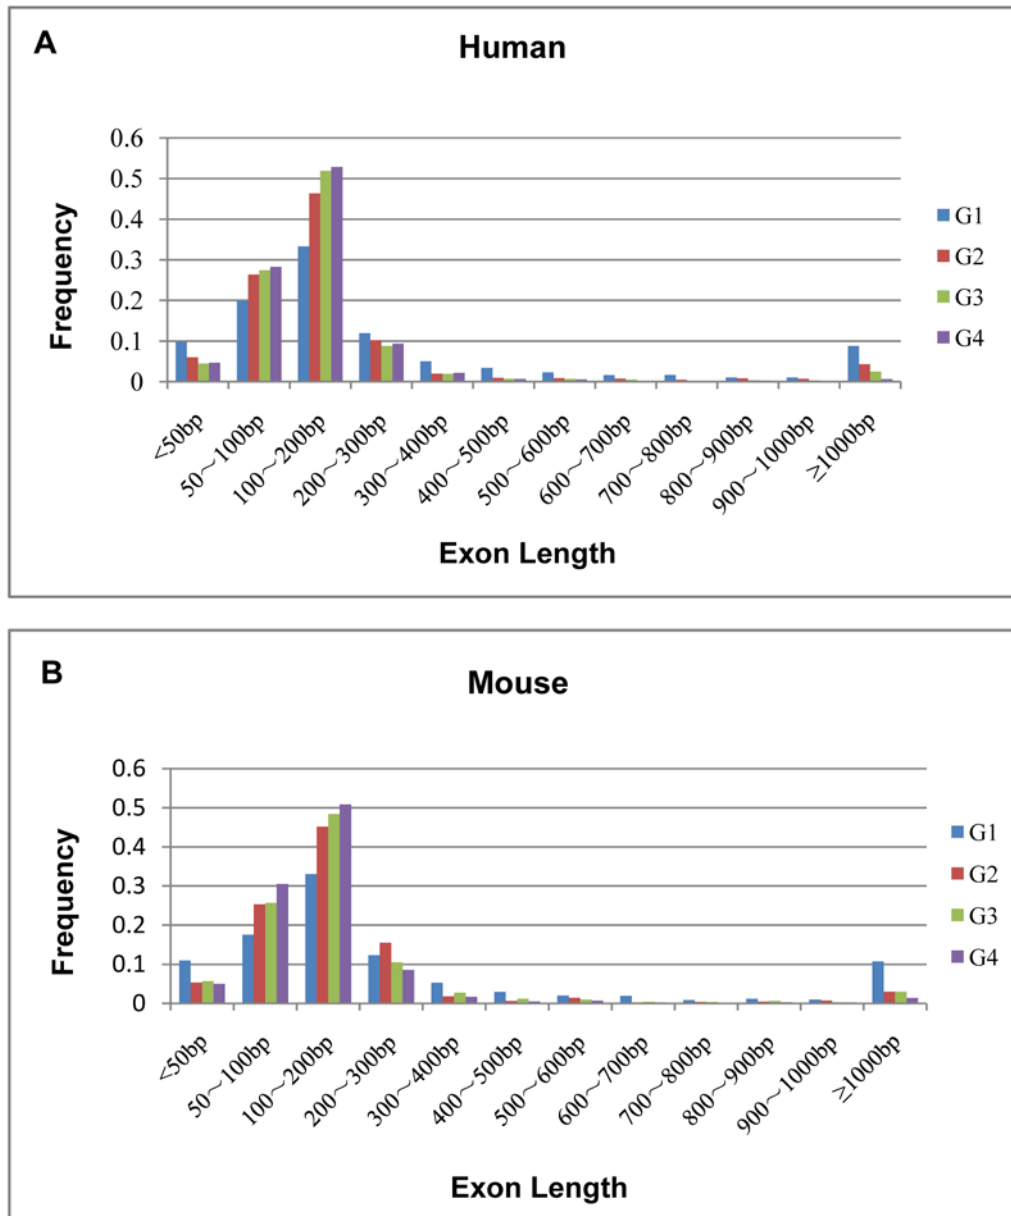 A
Human
0.6
0.5
0.4
0.3
0.2
0.1
0
Frequency
<50bp
50～100bp
100～200bp
200～300bp
300～400bp
400～500bp
500～600bp
600～700bp
700～800bp
800～900bp
900～1000bp
≥1000bp
Exon Length
G1
G2
G3
G4
B
Mouse
0.6
0.5
0.4
0.3
0.2
0.1
0
Frequency
<50bp
50～100bp
100～200bp
200～300bp
300～400bp
400～500bp
500～600bp
600～700bp
700～800bp
800～900bp
900～1000bp
≥1000bp
Exon Length
G1
G2
G3
G4